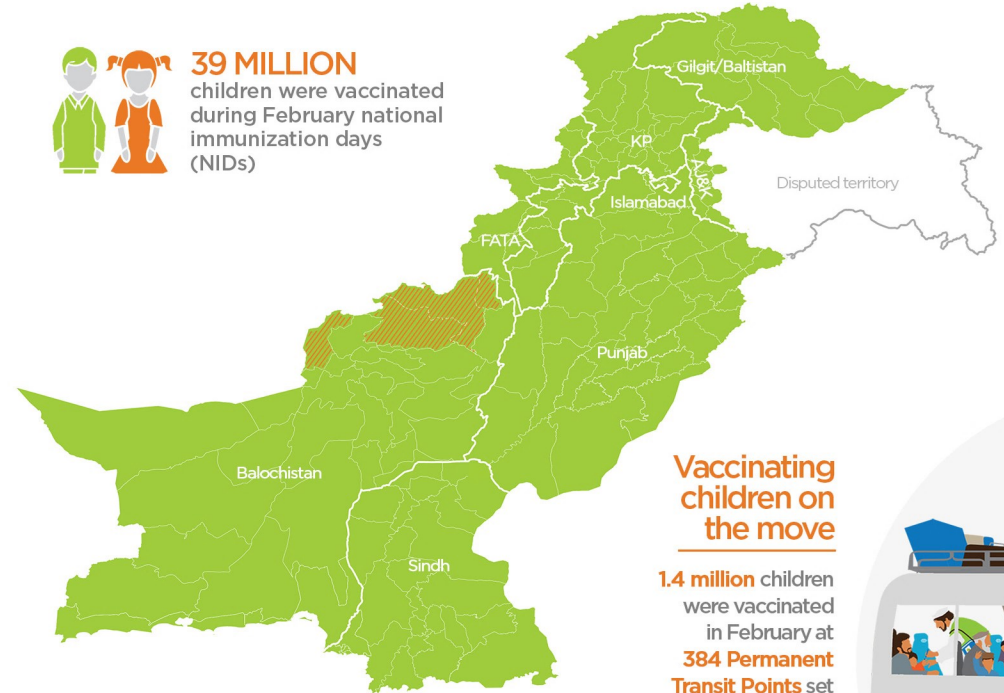 39 MILLION
children were vaccinated
during February national
immunization days
(NIDs)
Gilgit/Baltistan
KP
AJ&K
Disputed territory
Islamabad
FATA
Punjab
Balochistan
Sindh
Vaccinating
children on
the move
1.4 million children
were vaccinated
in February at
384 Permanent
Transit Points set